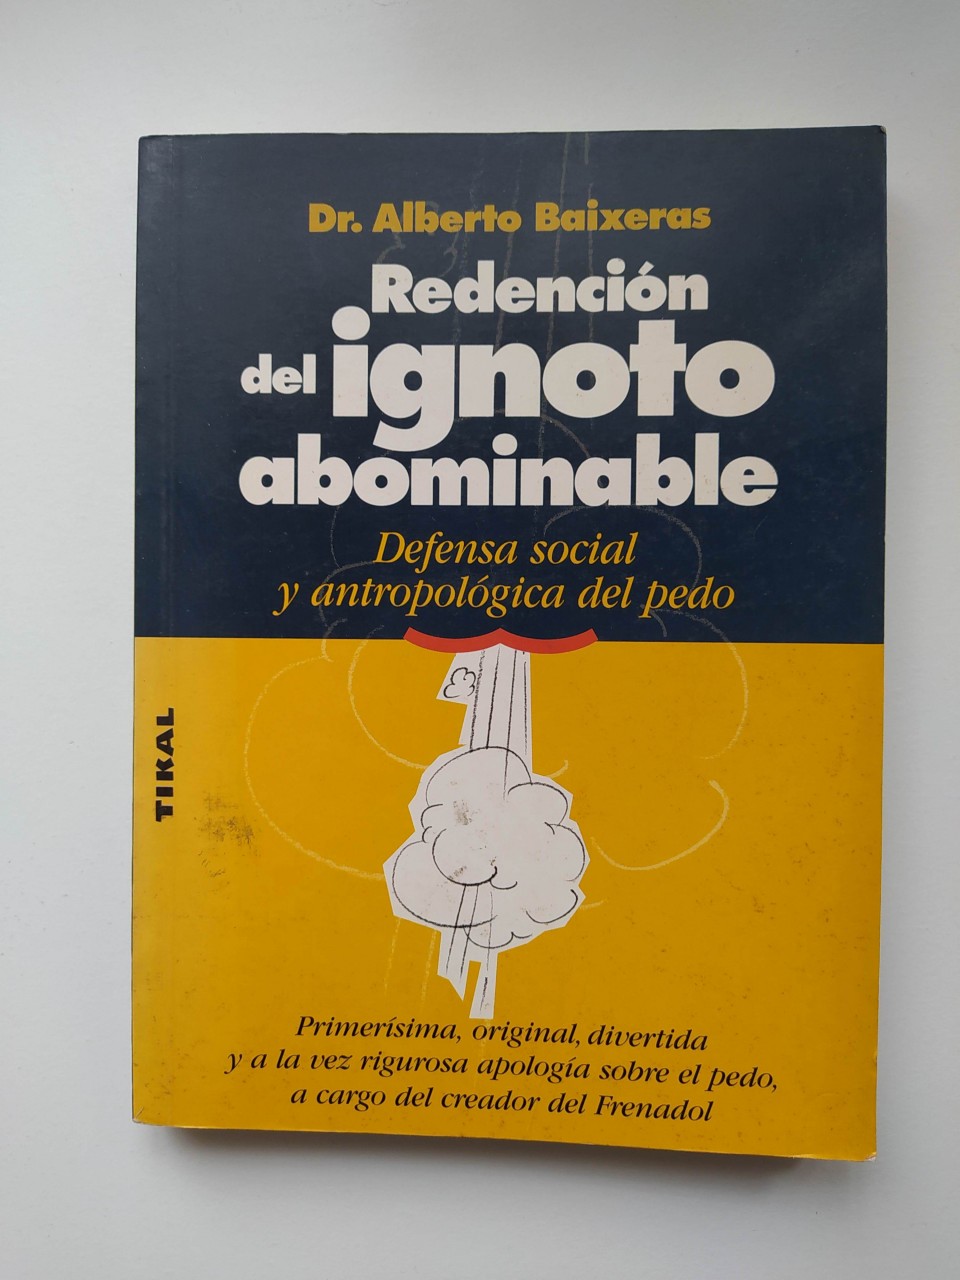 Dr. Alberto Baixeras
Redención
del ignoto
abominable
Defensa social
y antropológica del pedo
TIKAL
Primerísima, original, divertida
y a la vez rigurosa apología sobre el pedo,
a cargo del creador del Frenadol